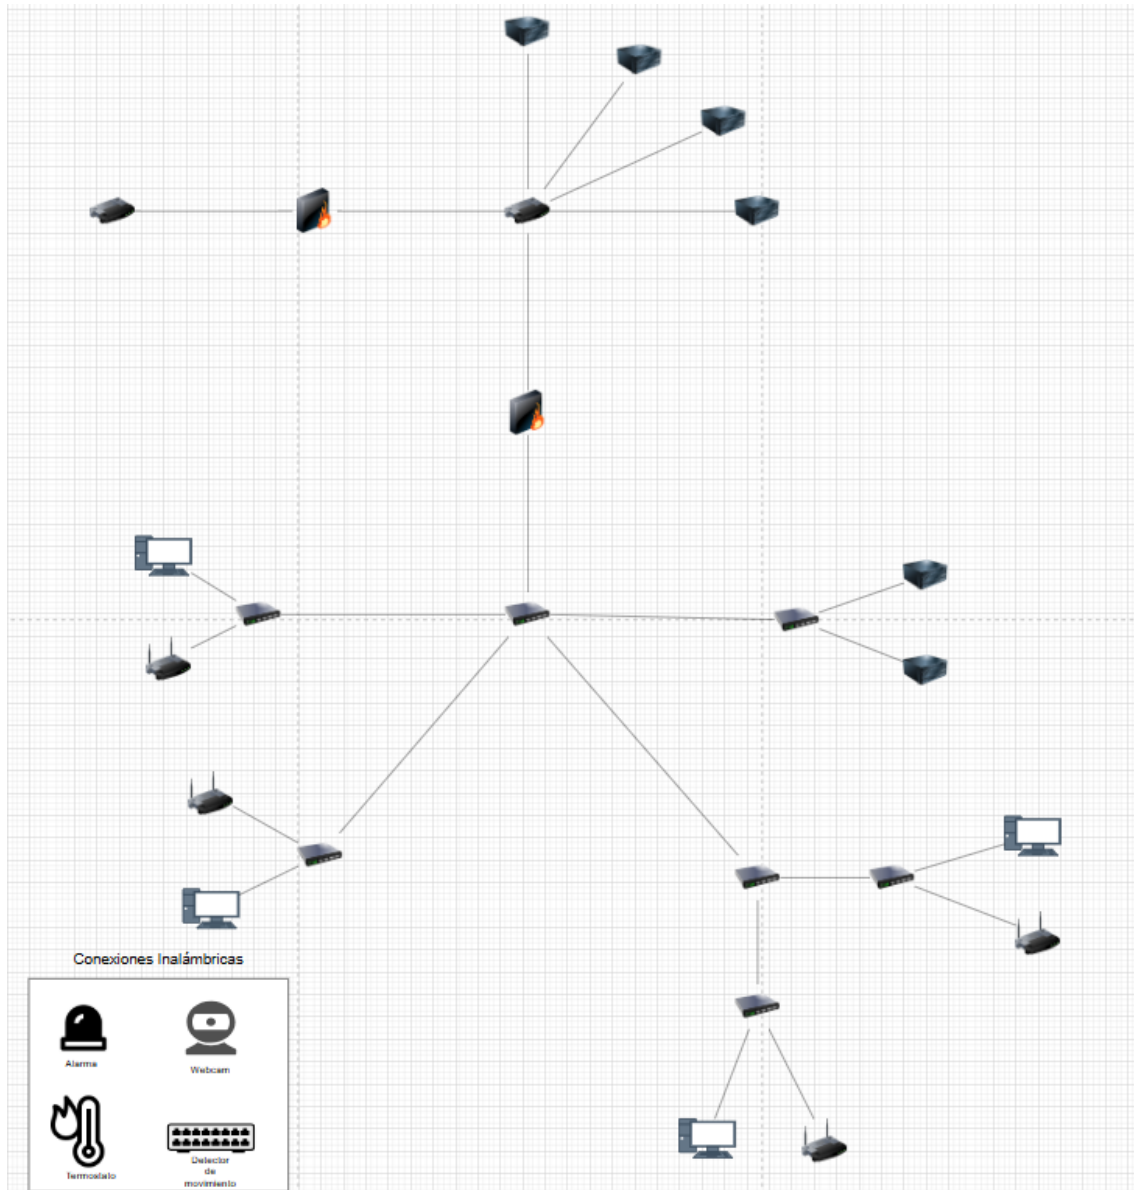 Conexiones Inalámbricas
Alarma
Webcam
Termostato
Detector
de
movimiento